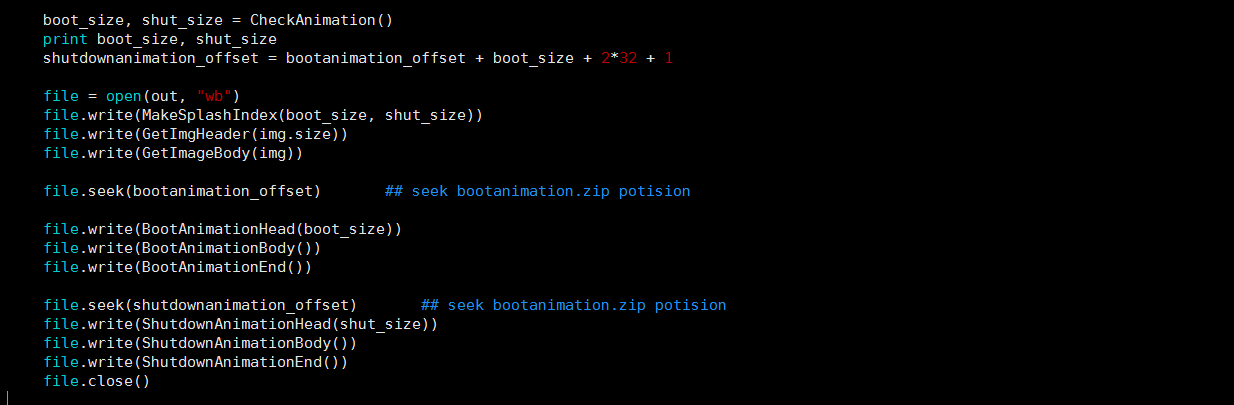 boot_size, shut_size = CheckAnimation()
print boot_size, shut_size
shutdownanimation_offset = bootanimation_offset + boot_size + 2*32 + 1
file = open(out, "wb")
file.write(MakeSplashIndex(boot_size, shut_size))
file.write(GetImgHeader(img.size))
file.write(GetImageBody(img))
file.seek(bootanimation_offset)       ## seek bootanimation.zip potision
file.write(BootAnimationHead(boot_size))
file.write(BootAnimationBody())
file.write(BootAnimationEnd())
file.seek(shutdownanimation_offset)       ## seek bootanimation.zip potision
file.write(ShutdownAnimationHead(shut_size))
file.write(ShutdownAnimationBody())
file.write(ShutdownAnimationEnd())
file.close()